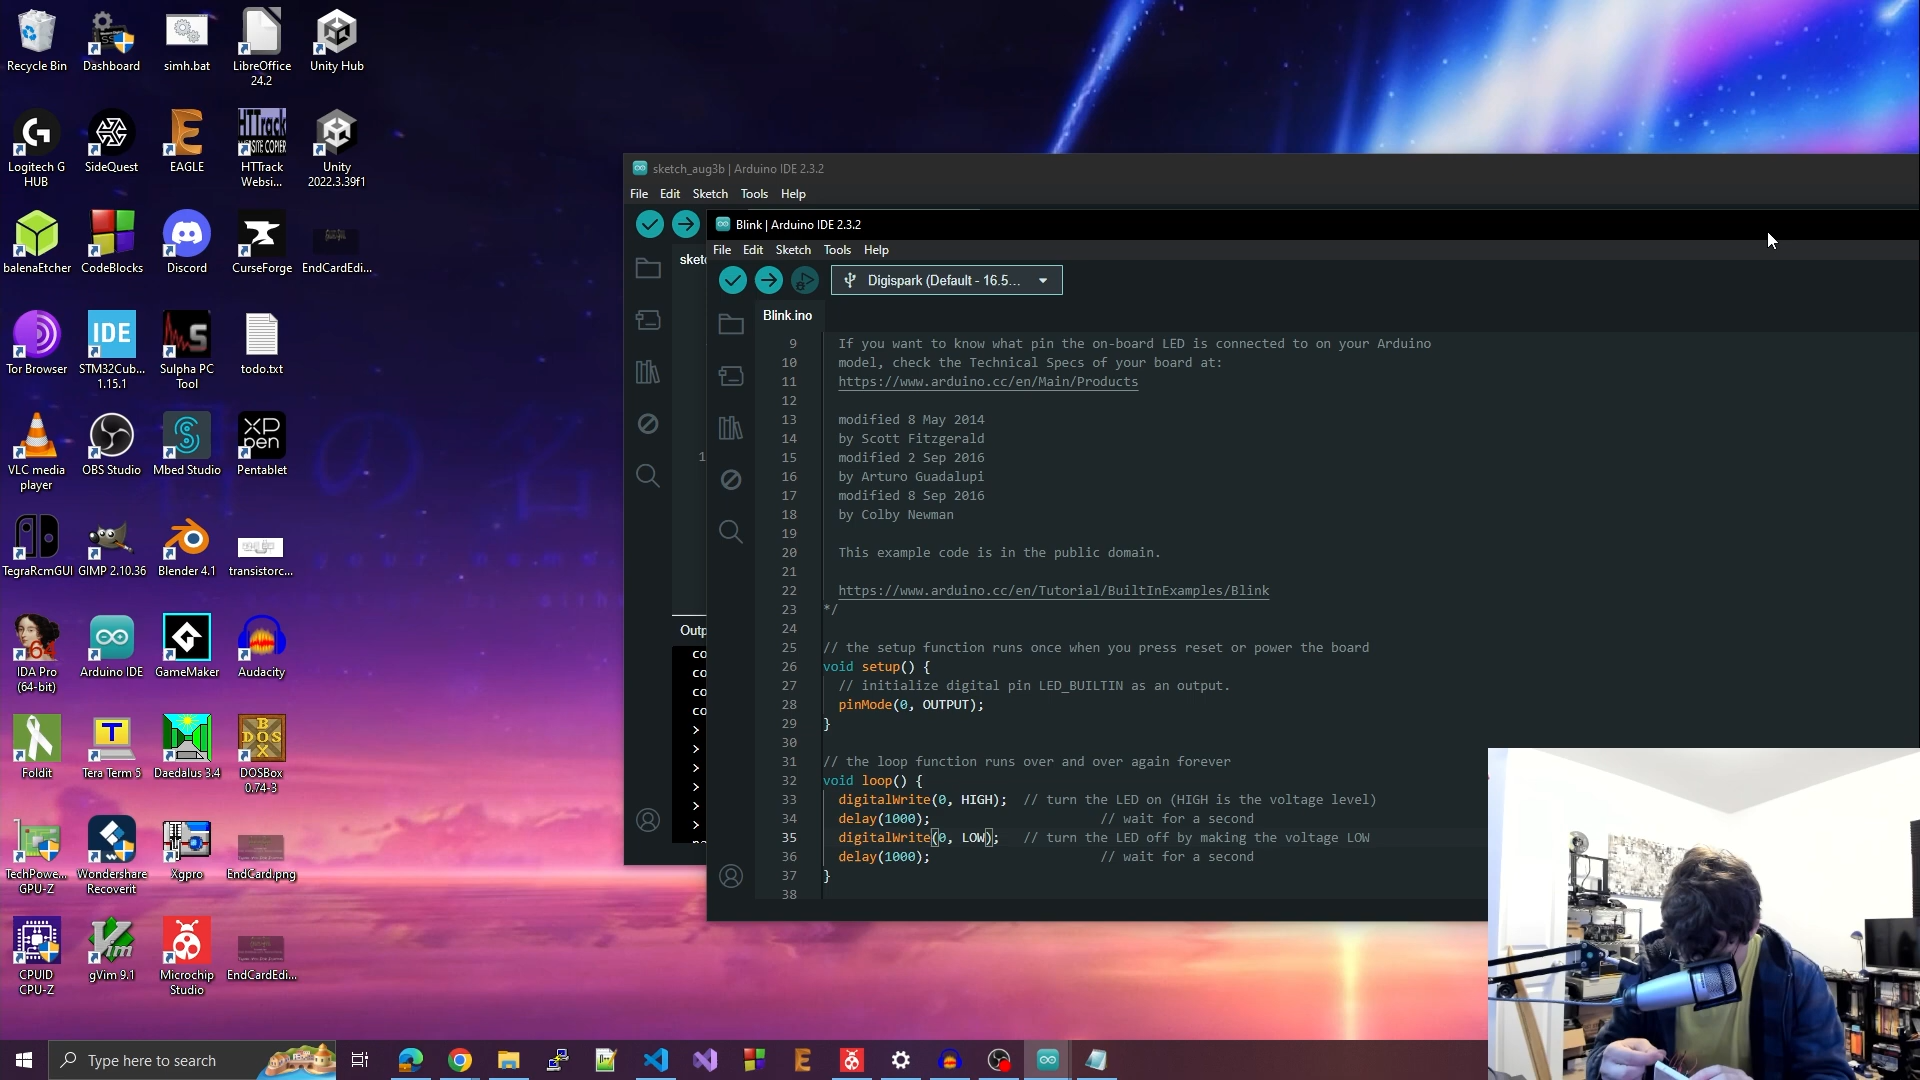 Recycle Bin
Dashboard
simh.bat
LibreOffice
24.2
Unity Hub
Logitech G
HUB
SideQuest
EAGLE
HTTrack
Websi...
Unity
2022.3.39f1
balenaEtcher
CodeBlocks
Discord
CurseForge
EndCardEdi...
Tor Browser
IDE
STM32Cub...
1.15.1
Sulpha PC
Tool
todo.txt
VLC media
player
OBS Studio
Mbed Studio
XP
pen
Pentablet
TegraRcmGUI
GIMP 2.10.36
Blender 4.1
transistorc...
IDA Pro
(64-bit)
Arduino IDE
GameMaker
Audacity
Foldit
Tera Term 5
Daedalus 3.4
DOSBox
0.74-3
TechPowe...
GPU-Z
Wondershare
Recoverit
Xgpro
EndCard.png
CPUID
CPU-Z
gVim 9.1
Microchip
Studio
EndCardEdi...
sketch_aug3b | Arduino IDE 2.3.2
File Edit Sketch Tools Help
sketc
1
Outp
co
co
co
co
>
>
>
>
>
>
Blink | Arduino IDE 2.3.2
File Edit Sketch Tools Help
Digispark (Default - 16.5...
Blink.ino
9 If you want to know what pin the on-board LED is connected to on your Arduino
10 model, check the Technical Specs of your board at:
11 https://www.arduino.cc/en/Main/Products
12
13 modified 8 May 2014
14 by Scott Fitzgerald
15 modified 2 Sep 2016
16 by Arturo Guadalupi
17 modified 8 Sep 2016
18 by Colby Newman
19
20 This example code is in the public domain.
21
22 https://www.arduino.cc/en/Tutorial/BuiltInExamples/Blink
23 */
24
25 // the setup function runs once when you press reset or power the board
26 void setup() {
27 // initialize digital pin LED_BUILTIN as an output.
28 pinMode(0, OUTPUT);
29 }
30
31 // the loop function runs over and over again forever
32 void loop() {
33 digitalWrite(0, HIGH); // turn the LED on (HIGH is the voltage level)
34 delay(1000); // wait for a second
35 digitalWrite(0, LOW); // turn the LED off by making the voltage LOW
36 delay(1000); // wait for a second
37 }
38
Type here to search